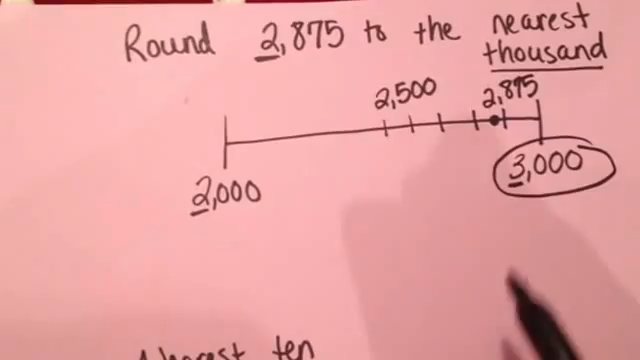 Round 2,875 to the nearest
thousand
2,500
2,875
2,000
3,000
Nearest ten